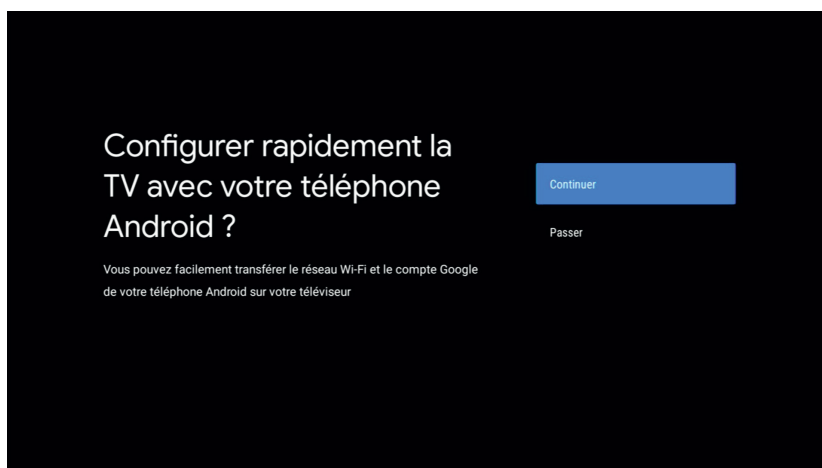 Configurer rapidement la
TV avec votre téléphone
Android ?
Vous pouvez facilement transférer le réseau Wi-Fi et le compte Google
de votre téléphone Android sur votre téléviseur
Continuer
Passer